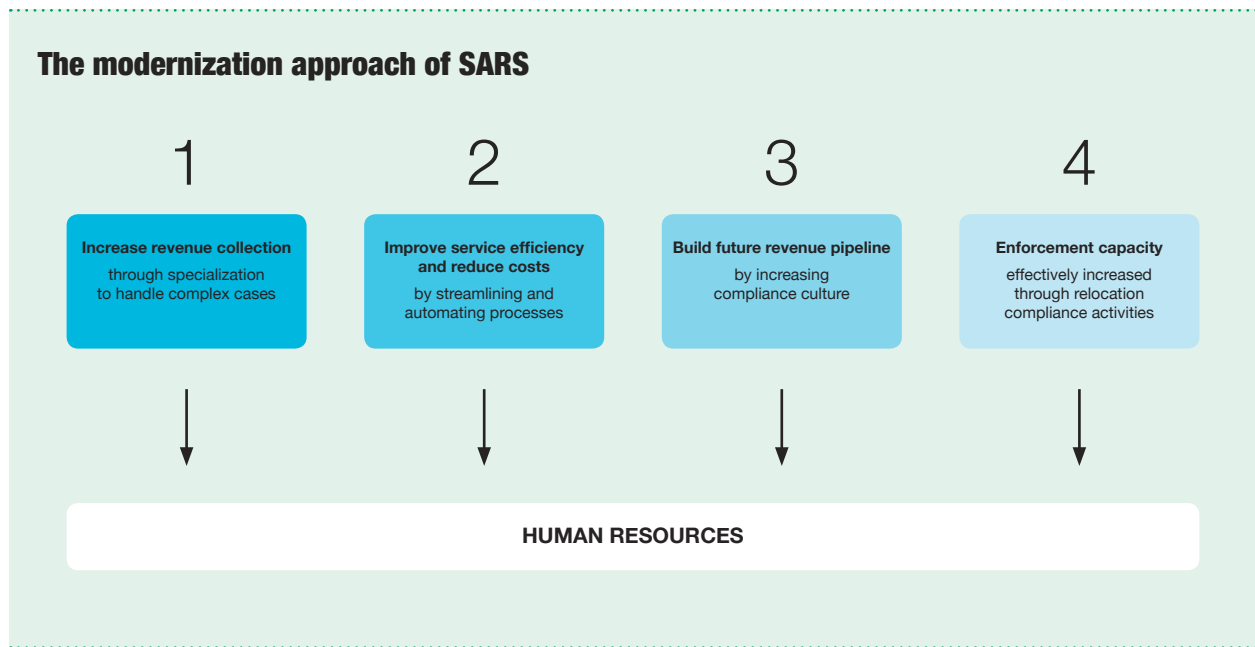 The modernization approach of SARS
1
Increase revenue collection
through specialization
to handle complex cases
2
Improve service efficiency
and reduce costs
by streamlining and
automating processes
3
Build future revenue pipeline
by increasing
compliance culture
4
Enforcement capacity
effectively increased
through relocation
compliance activities
HUMAN RESOURCES